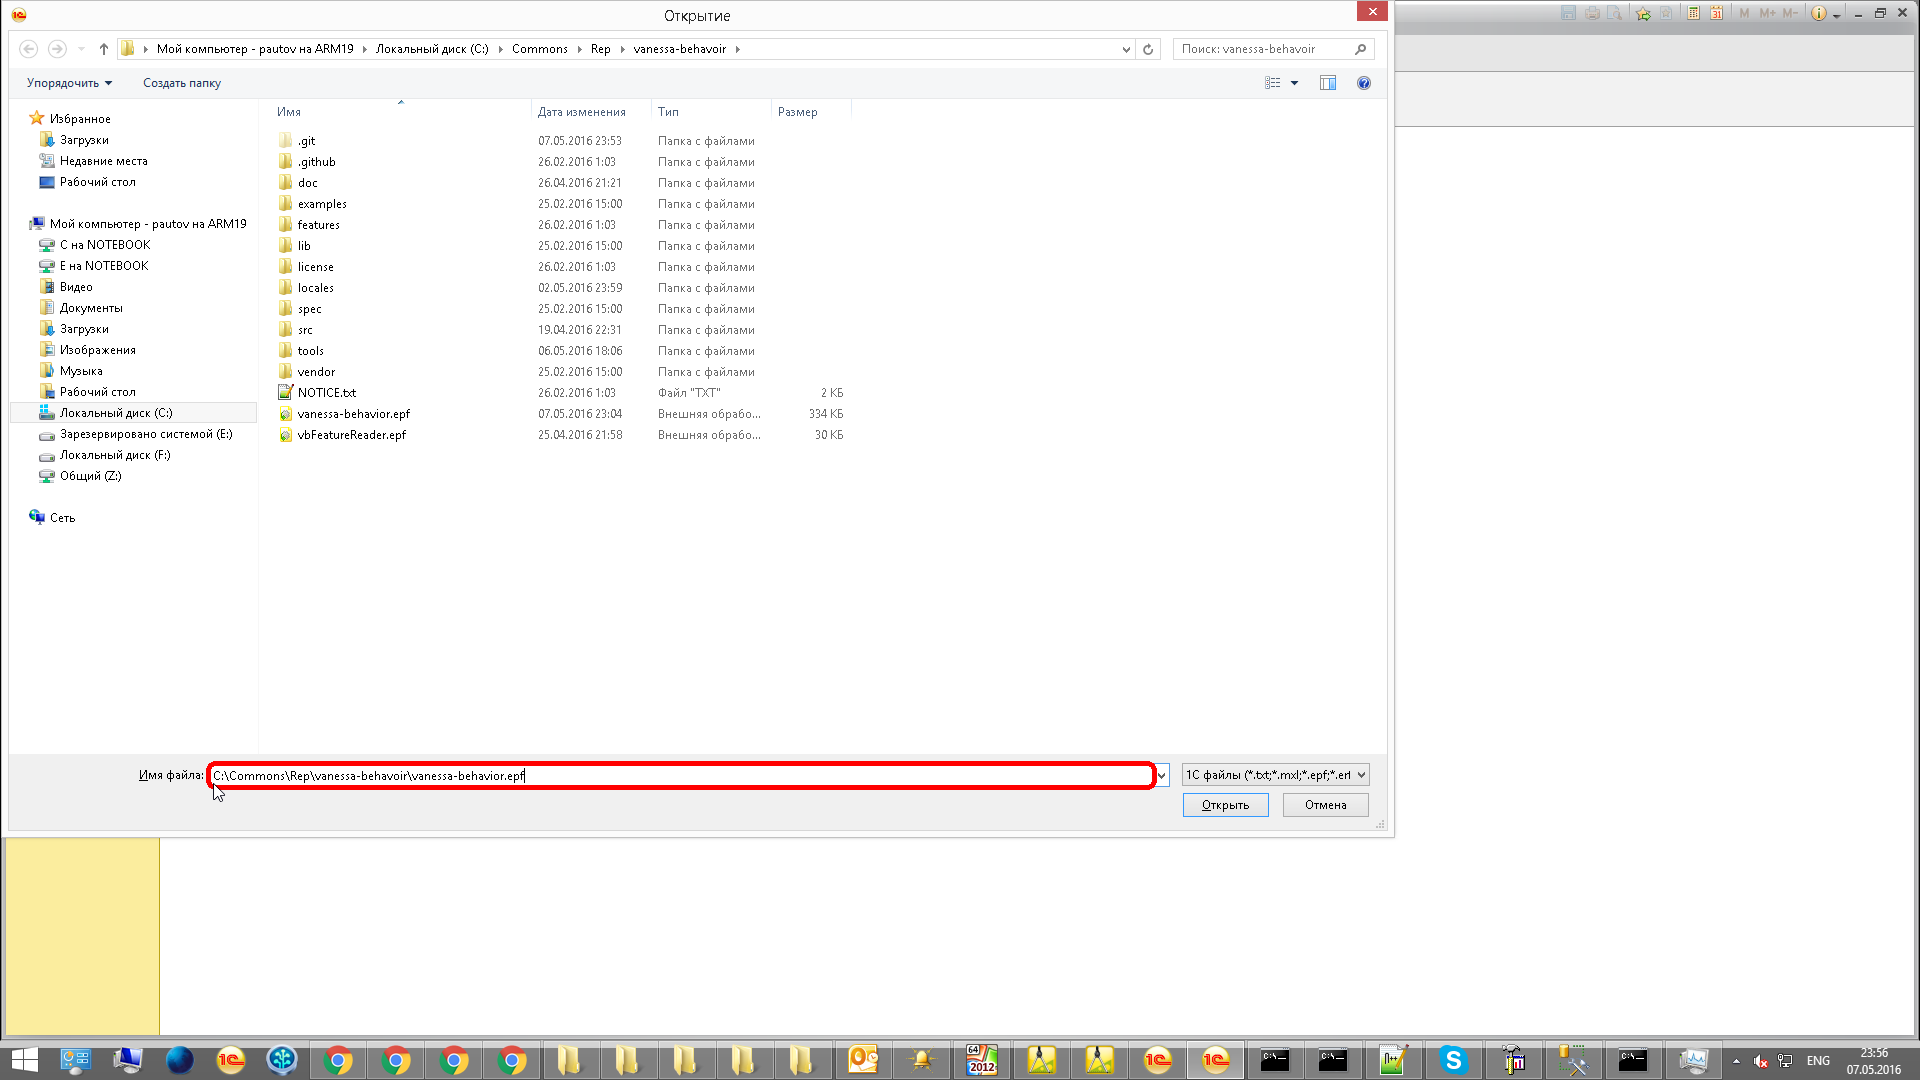 Открытие
M M+ M-
Мой компьютер - pautov на ARM19 Локальный диск (C:) Commons Rep vanessa-behavoir
Поиск: vanessa-behavoir
Упорядочить Создать папку
Имя Дата изменения Тип Размер
Избранное
Загрузки
Недавние места
Рабочий стол
Мой компьютер - pautov на ARM19
C на NOTEBOOK
E на NOTEBOOK
Видео
Документы
Загрузки
Изображения
Музыка
Рабочий стол
Локальный диск (C:)
Зарезервировано системой (E:)
Локальный диск (F:)
Общий (Z:)
Сеть
.git 07.05.2016 23:53 Папка с файлами
.github 26.02.2016 1:03 Папка с файлами
doc 26.04.2016 21:21 Папка с файлами
examples 25.02.2016 15:00 Папка с файлами
features 26.02.2016 1:03 Папка с файлами
lib 25.02.2016 15:00 Папка с файлами
license 26.02.2016 1:03 Папка с файлами
locales 02.05.2016 23:59 Папка с файлами
spec 25.02.2016 15:00 Папка с файлами
src 19.04.2016 22:31 Папка с файлами
tools 06.05.2016 18:06 Папка с файлами
vendor 25.02.2016 15:00 Папка с файлами
NOTICE.txt 26.02.2016 1:03 Файл "TXT" 2 КБ
vanessa-behavior.epf 07.05.2016 23:04 Внешняя обрабо... 334 КБ
vbFeatureReader.epf 25.04.2016 21:58 Внешняя обрабо... 30 КБ
Имя файла: C:\Commons\Rep\vanessa-behavoir\vanessa-behavior.epf
1C файлы (*.txt;*.mxl;*.epf;*.erf
Открыть Отмена
64 2012
ENG
23:56
07.05.2016